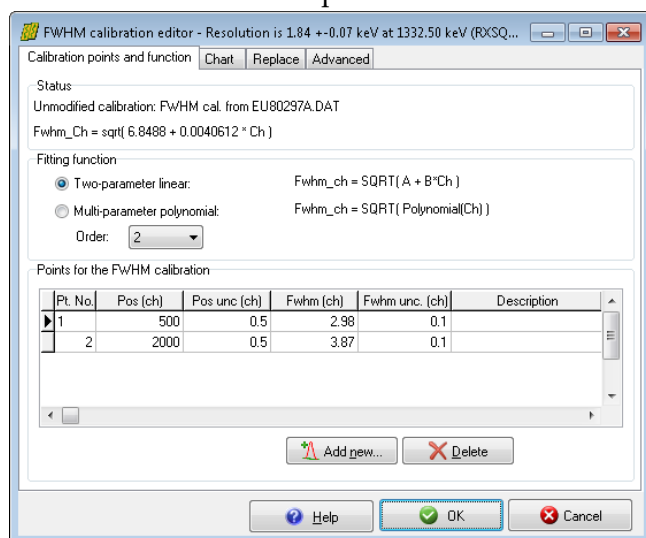 FWHM calibration editor - Resolution is 1.84 +-0.07 keV at 1332.50 keV (RXSQ...
Calibration points and function Chart Replace Advanced
Status
Unmodified calibration: FWHM cal. from EU80297A.DAT
Fwhm_Ch = sqrt( 6.8488 + 0.0040612 * Ch )
Fitting function
Two-parameter linear: Fwhm_ch = SQRT( A + B*Ch )
Multi-parameter polynomial: Fwhm_ch = SQRT( Polynomial(Ch) )
Order: 2
Points for the FWHM calibration
Pt. No. Pos (ch) Pos unc (ch) Fwhm (ch) Fwhm unc. (ch) Description
1 500 0.5 2.98 0.1
2 2000 0.5 3.87 0.1
Add new... Delete
Help OK Cancel